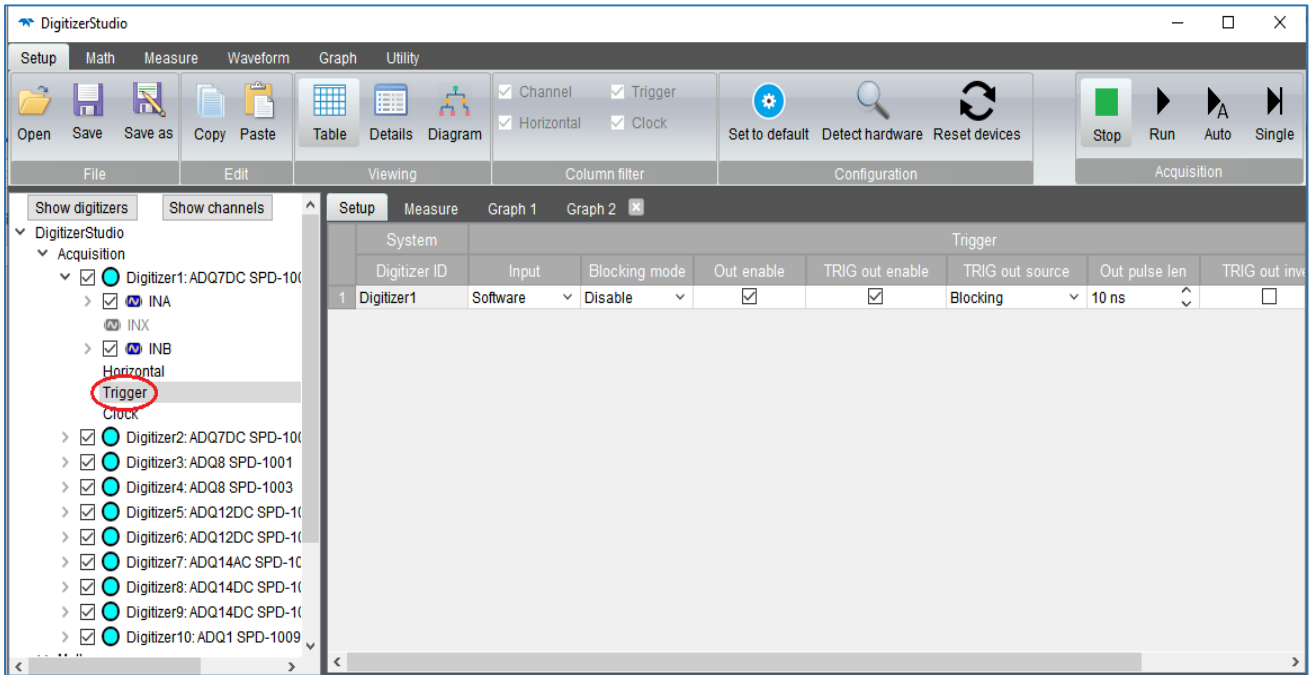 DigitizerStudio
Setup Math Measure Waveform Graph Utility
Channel Trigger
Horizontal Clock
Open Save Save as Copy Paste Table Details Diagram Set to default Detect hardware Reset devices Stop Run Auto Single
File Edit Viewing Column filter Configuration Acquisition
Show digitizers Show channels
Setup Measure Graph 1 Graph 2
System Trigger
Digitizer ID Input Blocking mode Out enable TRIG out enable TRIG out source Out pulse len TRIG out inve
1 Digitizer1 Software Disable Blocking 10 ns
DigitizerStudio
Acquisition
Digitizer1: ADQ7DC SPD-100
INA
INX
INB
Horizontal
Trigger
Clock
Digitizer2: ADQ7DC SPD-100
Digitizer3: ADQ8 SPD-1001
Digitizer4: ADQ8 SPD-1003
Digitizer5: ADQ12DC SPD-10
Digitizer6: ADQ12DC SPD-10
Digitizer7: ADQ14AC SPD-10
Digitizer8: ADQ14DC SPD-10
Digitizer9: ADQ14DC SPD-10
Digitizer10: ADQ1 SPD-1009